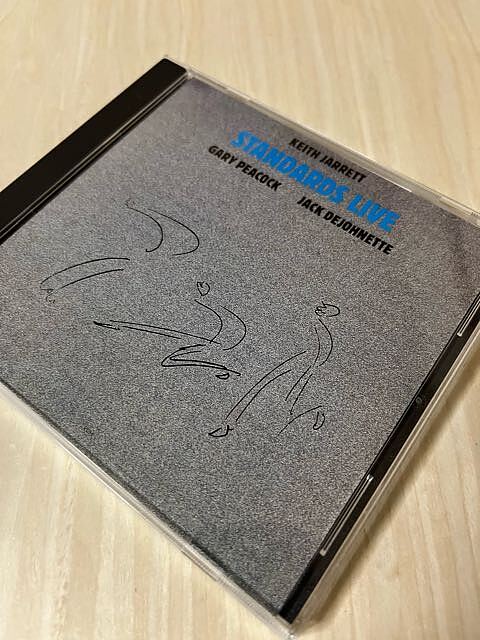 KEITH JARRETT
STANDARDS LIVE
GARY PEACOCK JACK DEJOHNETTE